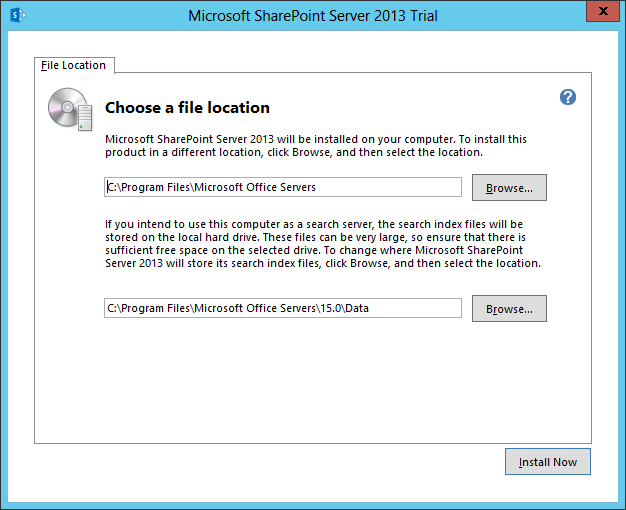 Microsoft SharePoint Server 2013 Trial
x
File Location
Choose a file location
?
Microsoft SharePoint Server 2013 will be installed on your computer. To install this
product in a different location, click Browse, and then select the location.
C:\Program Files\Microsoft Office Servers
Browse...
If you intend to use this computer as a search server, the search index files will be
stored on the local hard drive. These files can be very large, so ensure that there is
sufficient free space on the selected drive. To change where Microsoft SharePoint
Server 2013 will store its search index files, click Browse, and then select the location.
C:\Program Files\Microsoft Office Servers\15.0\Data
Browse...
Install Now